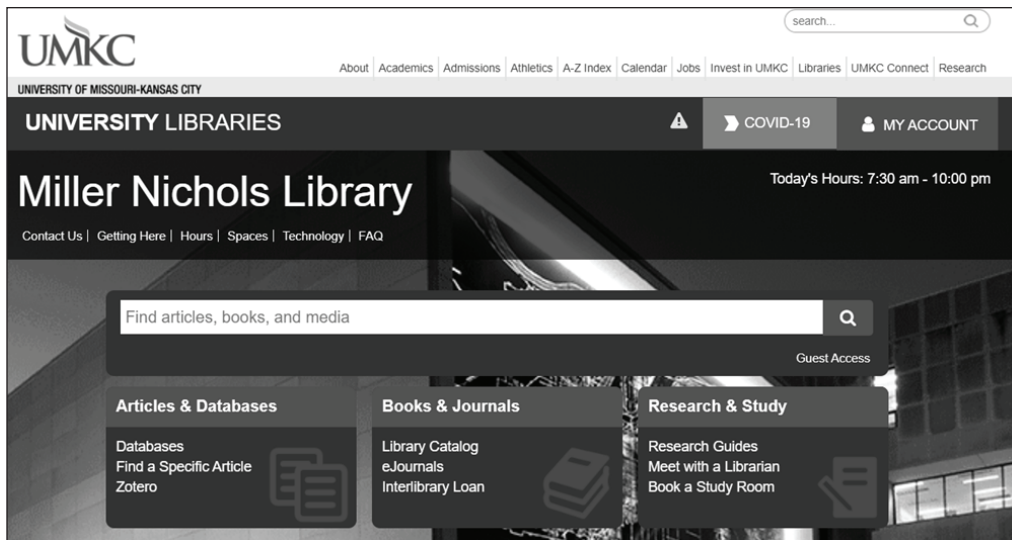 search...
UMKC
About Academics Admissions Athletics A-Z Index Calendar Jobs Invest in UMKC Libraries UMKC Connect Research
UNIVERSITY OF MISSOURI-KANSAS CITY
UNIVERSITY LIBRARIES
COVID-19
MY ACCOUNT
Miller Nichols Library
Today's Hours: 7:30 am - 10:00 pm
Contact Us | Getting Here | Hours | Spaces | Technology | FAQ
Find articles, books, and media
Guest Access
Articles & Databases
Databases
Find a Specific Article
Zotero
Books & Journals
Library Catalog
eJournals
Interlibrary Loan
Research & Study
Research Guides
Meet with a Librarian
Book a Study Room